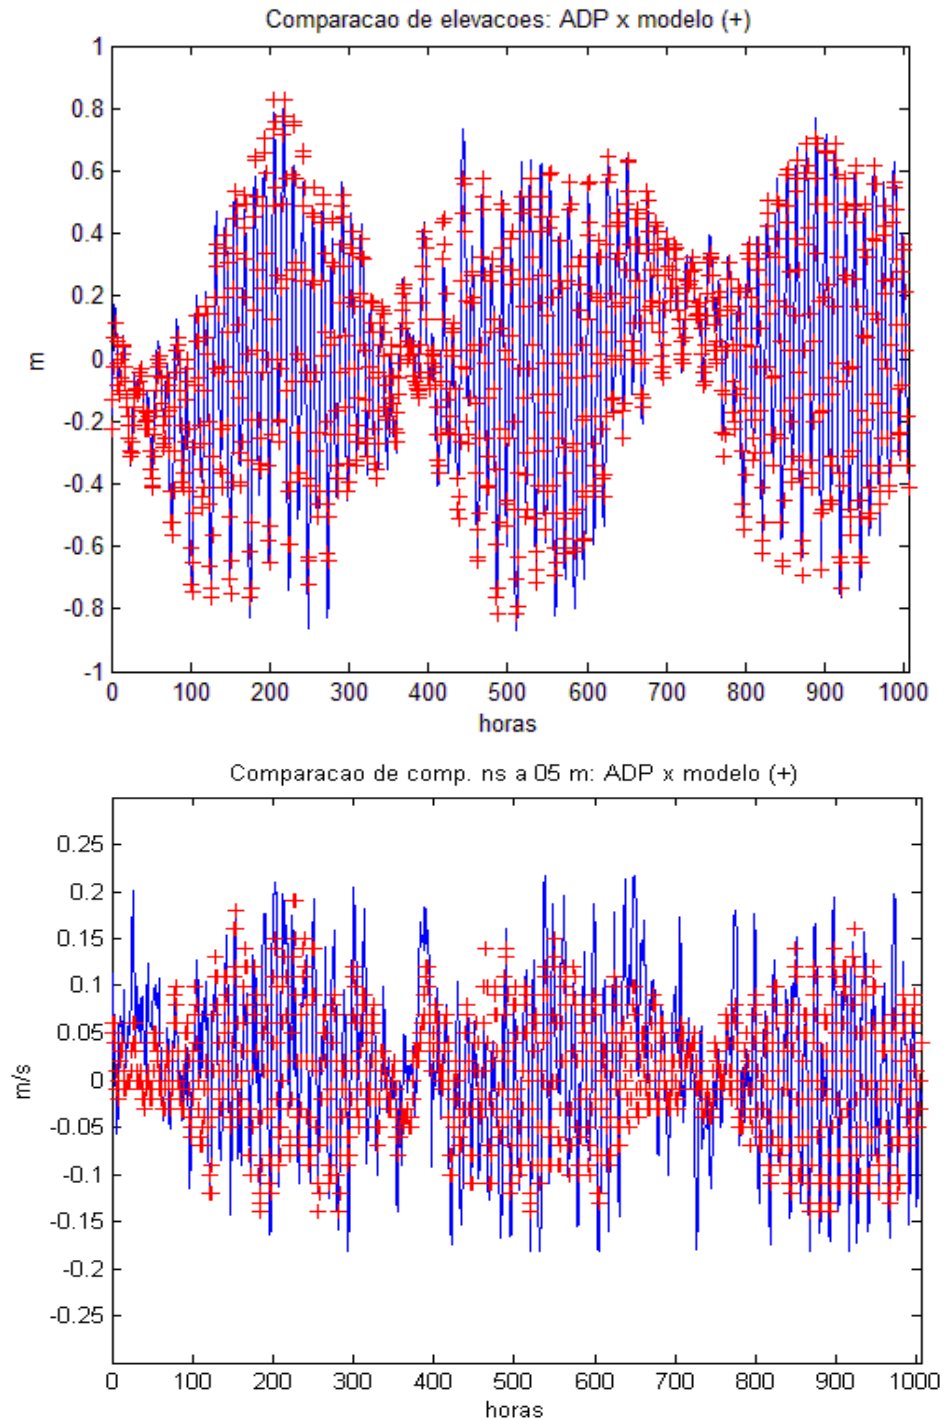 Comparacao de elevacoes: ADP x modelo (+)
1
0.8
0.6
0.4
0.2
0
-0.2
-0.4
-0.6
-0.8
-1
m
0 100 200 300 400 500 600 700 800 900 1000
horas
Comparacao de comp. ns a 05 m: ADP x modelo (+)
0.25
0.2
0.15
0.1
0.05
0
-0.05
-0.1
-0.15
-0.2
-0.25
m/s
0 100 200 300 400 500 600 700 800 900 1000
horas